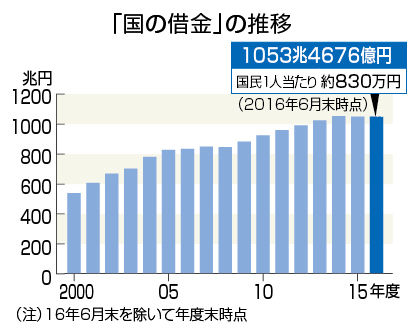 「国の借金」の推移
1053兆4676億円
国民1人当たり 約830万円
(2016年6月末時点)
兆円
1200
1000
800
600
400
200
0
2000 05 10 15 年度
(注)16年6月末を除いて年度末時点